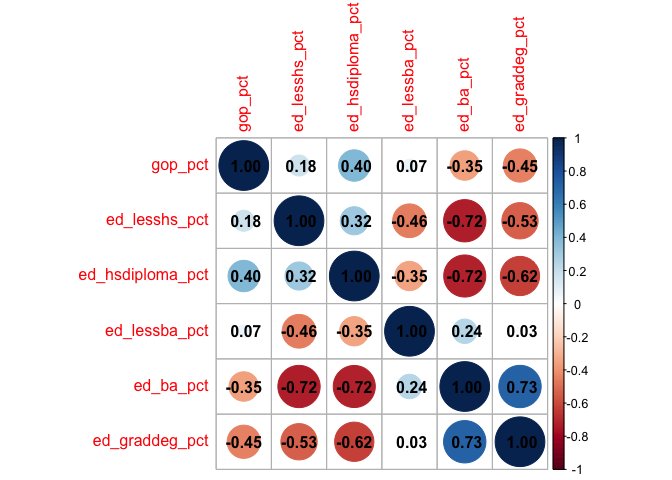 gop_pct ed_lesshs_pct ed_hsdiploma_pct ed_lessba_pct ed_ba_pct ed_graddeg_pct
gop_pct 1.00 0.18 0.40 0.07 -0.35 -0.45
ed_lesshs_pct 0.18 1.00 0.32 -0.46 -0.72 -0.53
ed_hsdiploma_pct 0.40 0.32 1.00 -0.35 -0.72 -0.62
ed_lessba_pct 0.07 -0.46 -0.35 1.00 0.24 0.03
ed_ba_pct -0.35 -0.72 -0.72 0.24 1.00 0.73
ed_graddeg_pct -0.45 -0.53 -0.62 0.03 0.73 1.00
1
0.8
0.6
0.4
0.2
0
-0.2
-0.4
-0.6
-0.8
-1